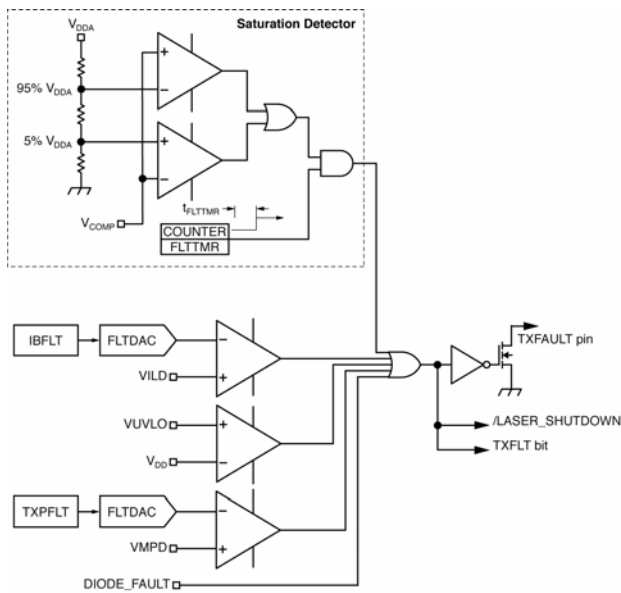 Saturation Detector
VDDA
95% VDDA
5% VDDA
VCOMP
+
−
+
−
tFLTTMR
COUNTER
FLTTMR
IBFLT
FLTDAC
−
VILD
+
VUVLO
+
VDD
−
TXPFLT
FLTDAC
−
VMPD
+
DIODE_FAULT
TXFAULT pin
/LASER_SHUTDOWN
TXFLT bit